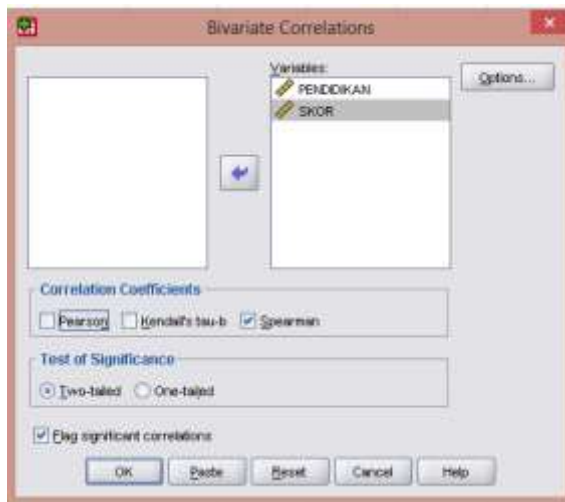 Bivariate Correlations
Variables:
PENDIDIKAN
SKOR
Options...
Correlation Coefficients
Pearson Kendall's tau-b Spearman
Test of Significance
Two-tailed One-tailed
Flag significant correlations
OK Paste Reset Cancel Help